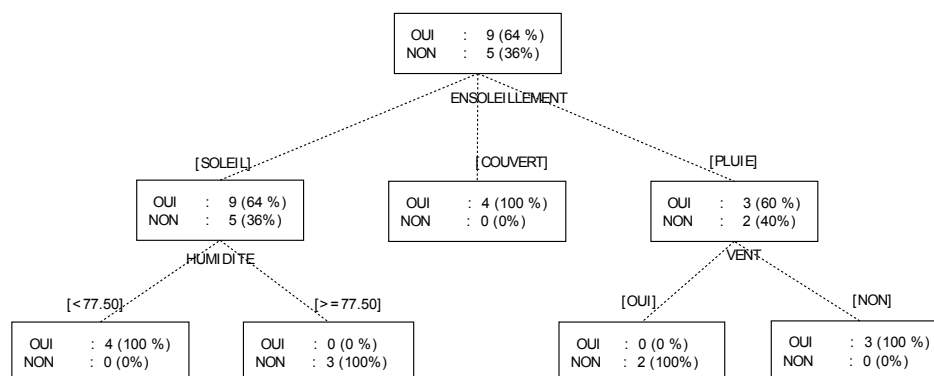 OUI : 9 (64 %)
NON : 5 (36%)
ENSOLEILLEMENT
[SOLEIL]
[COUVERT]
[PLUIE]
OUI : 9 (64 %)
NON : 5 (36%)
OUI : 4 (100 %)
NON : 0 (0%)
OUI : 3 (60 %)
NON : 2 (40%)
HUMIDITE
VENT
[<77.50]
[>=77.50]
[OUI]
[NON]
OUI : 4 (100 %)
NON : 0 (0%)
OUI : 0 (0 %)
NON : 3 (100%)
OUI : 0 (0 %)
NON : 2 (100%)
OUI : 3 (100 %)
NON : 0 (0%)